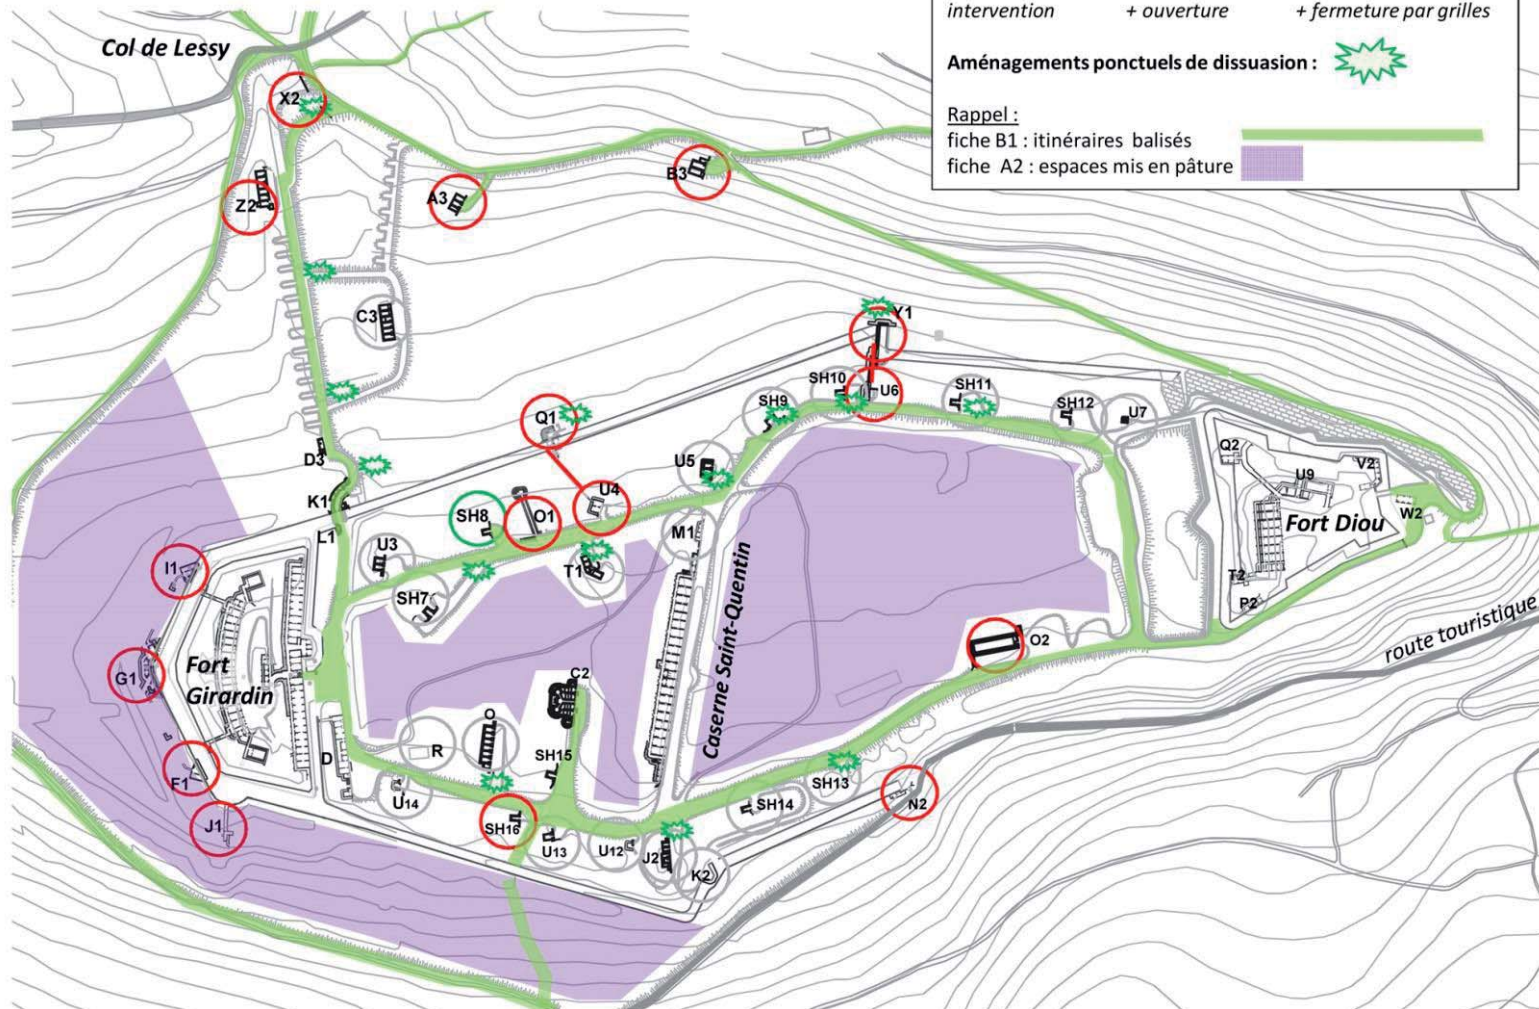 intervention + ouverture + fermeture par grilles
Col de Lessy
Aménagements ponctuels de dissuasion :
X2
Rappel :
fiche B1 : itinéraires balisés
fiche A2 : espaces mis en pâture
B3
A3
Z2
C3
Y1
SH10
U6
SH11
SH9
SH12
U7
Q1
Q2
U9
V2
D3
U5
K1
U4
W2
SH8
O1
Fort Diou
L1
M1
U3
I1
T1
T2
SH7
P2
Caserne Saint-Quentin
route touristique
O2
Fort
Girardin
G1
C2
O
R
D
SH15
F1
SH13
U14
SH14
N2
J1
SH16
U13
U12
J2
K2